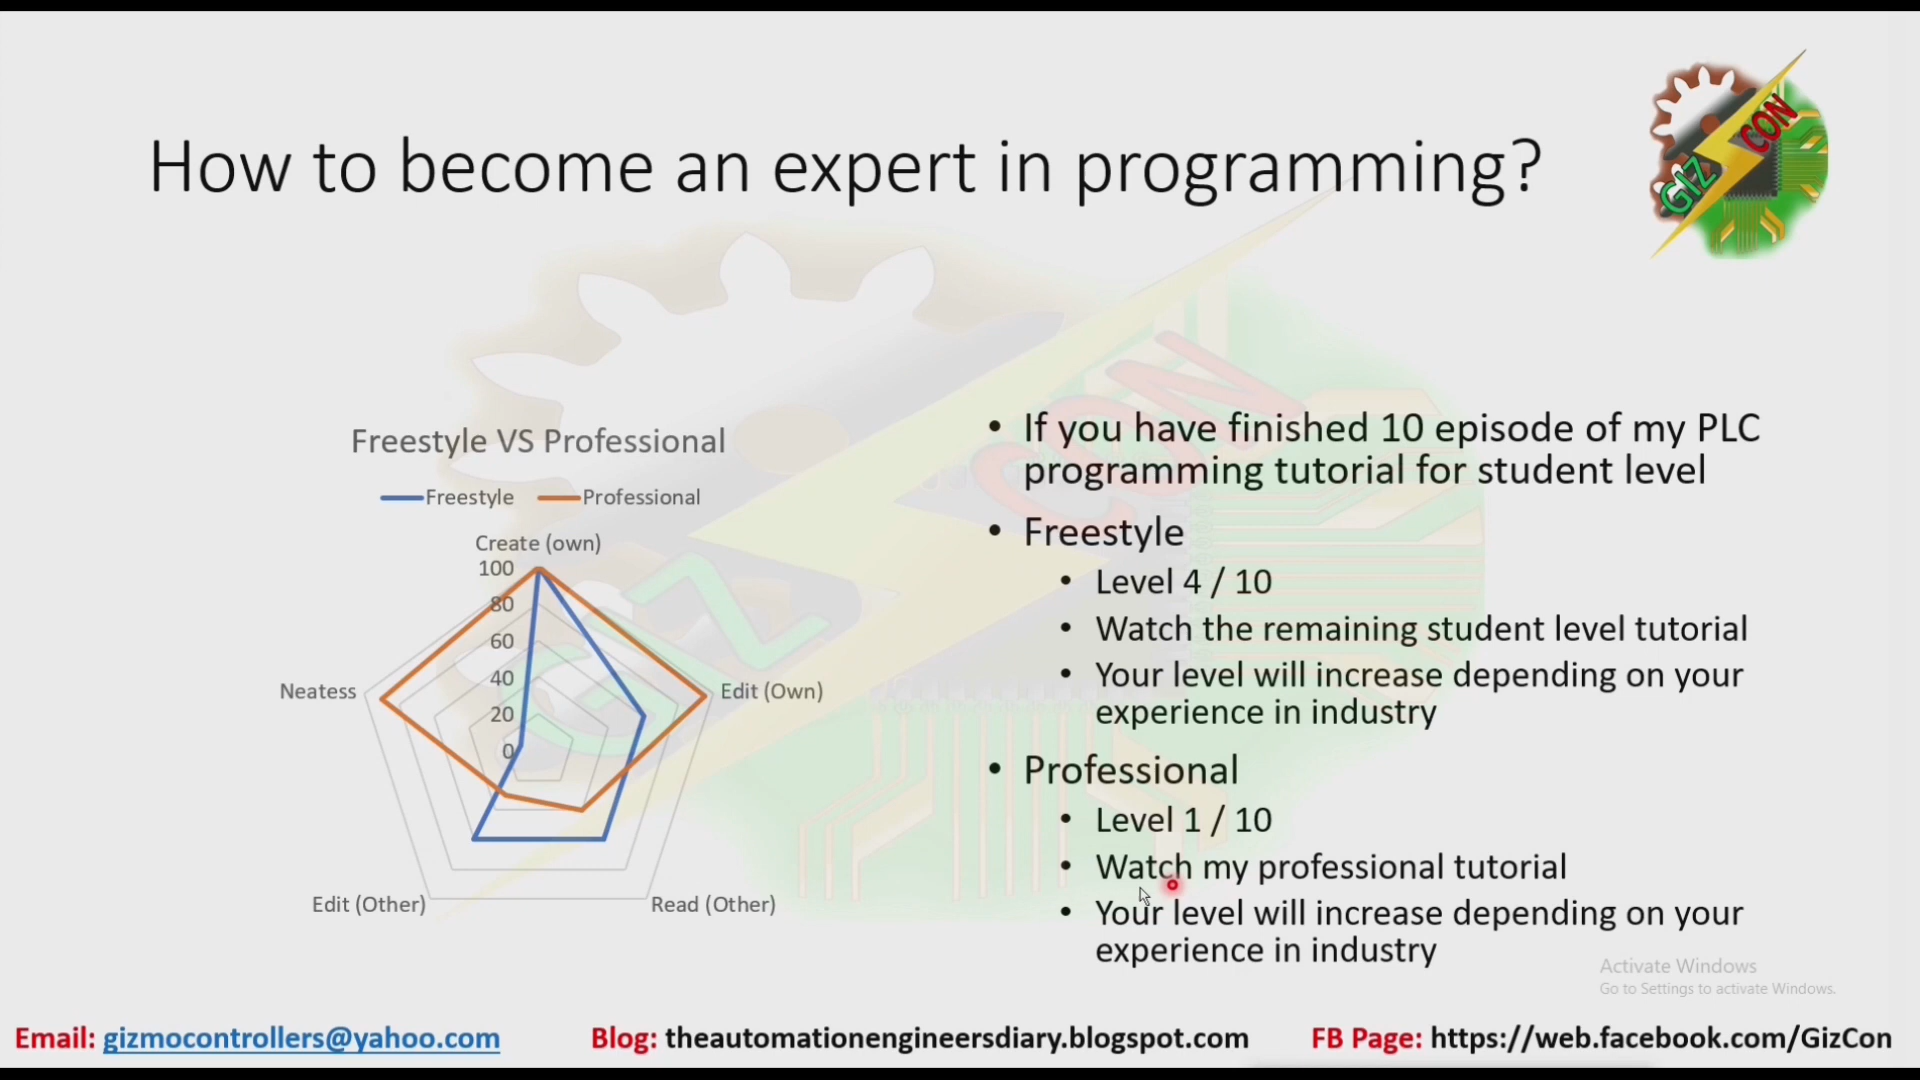 How to become an expert in programming?
GIZ
CON
Freestyle VS Professional
Freestyle
Professional
Create (own)
100
80
60
40
20
0
Neatess
Edit (Own)
Edit (Other)
Read (Other)
GIZ
CON
• If you have finished 10 episode of my PLC
programming tutorial for student level
• Freestyle
• Level 4 / 10
• Watch the remaining student level tutorial
• Your level will increase depending on your
experience in industry
• Professional
• Level 1 / 10
• Watch my professional tutorial
• Your level will increase depending on your
experience in industry
Activate Windows
Go to Settings to activate Windows.
Email: gizmocontrollers@yahoo.com
Blog: theautomationengineersdiary.blogspot.com
FB Page: https://web.facebook.com/GizCon